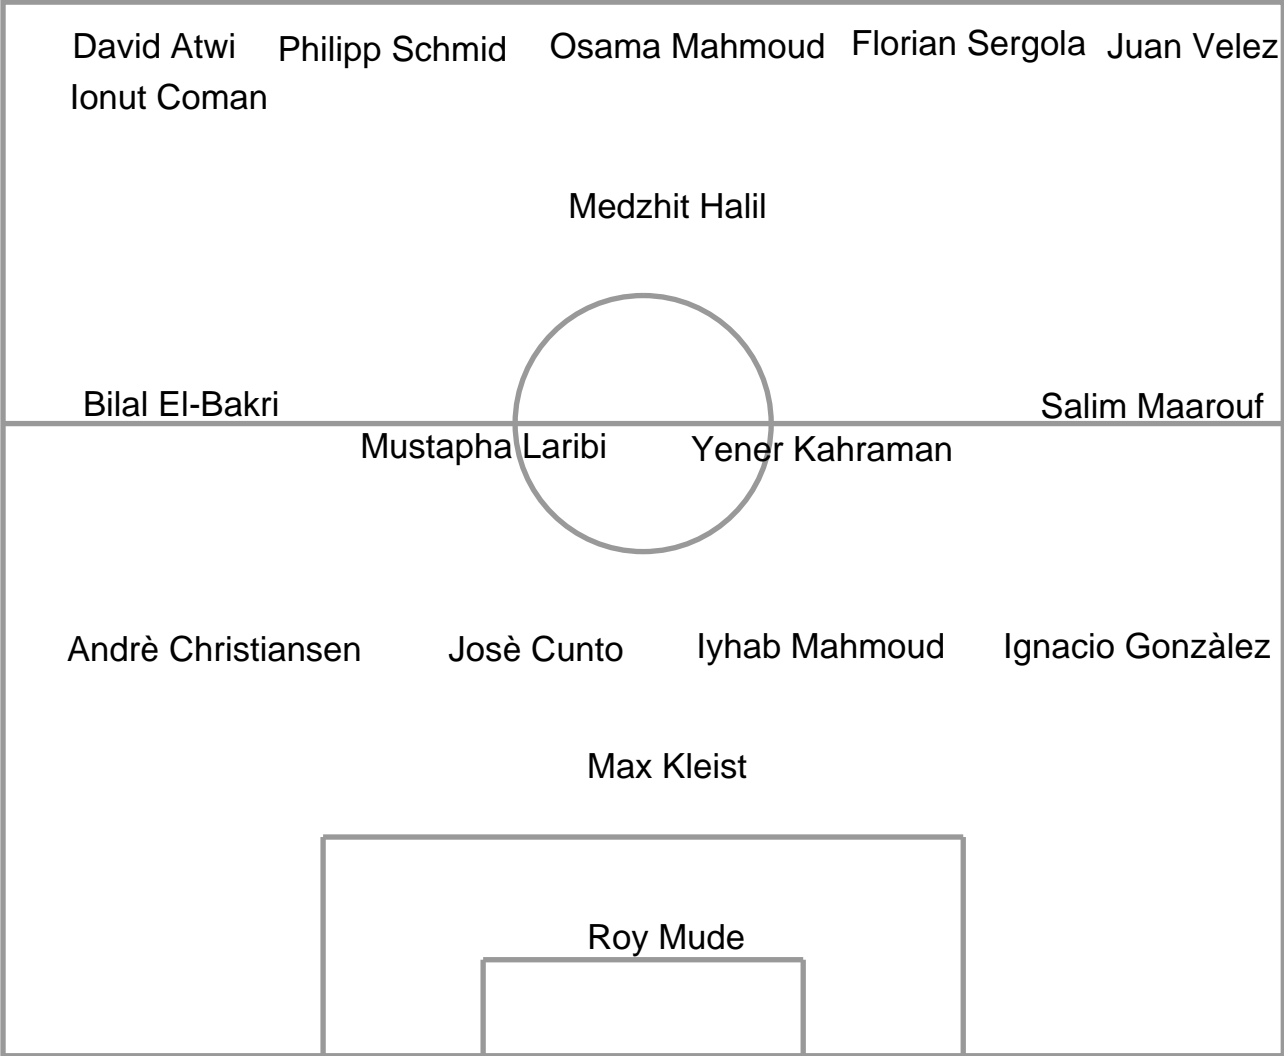 David Atwi Philipp Schmid Osama Mahmoud Florian Sergola Juan Velez
Ionut Coman
Medzhit Halil
Bilal El-Bakri Salim Maarouf
Mustapha Laribi Yener Kahraman
Andrè Christiansen Josè Cunto Iyhab Mahmoud Ignacio Gonzàlez
Max Kleist
Roy Mude